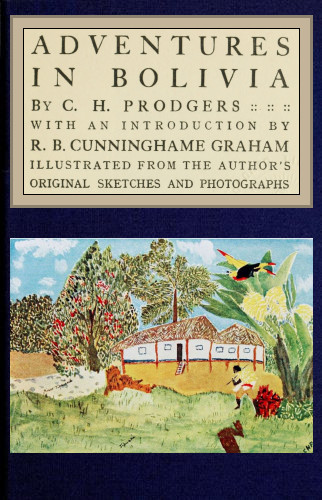 ADVENTURES
IN BOLIVIA
BY C. H. PRODGERS :: :: ::
WITH AN INTRODUCTION BY
R. B. CUNNINGHAME GRAHAM
ILLUSTRATED FROM THE AUTHOR'S
ORIGINAL SKETCHES AND PHOTOGRAPHS